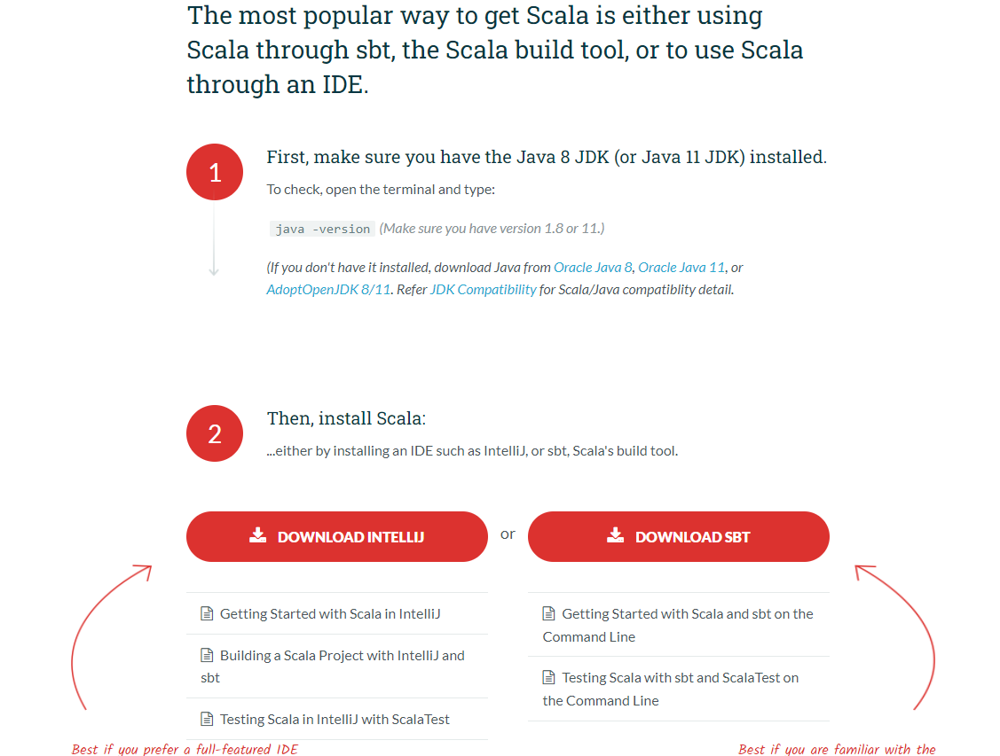 The most popular way to get Scala is either using
Scala through sbt, the Scala build tool, or to use Scala
through an IDE.
1
First, make sure you have the Java 8 JDK (or Java 11 JDK) installed.
To check, open the terminal and type:
java -version (Make sure you have version 1.8 or 11.)
(If you don't have it installed, download Java from Oracle Java 8, Oracle Java 11, or
AdoptOpenJDK 8/11. Refer JDK Compatibility for Scala/Java compatiblity detail.
2
Then, install Scala:
...either by installing an IDE such as IntelliJ, or sbt, Scala's build tool.
DOWNLOAD INTELLIJ
or
DOWNLOAD SBT
Getting Started with Scala in IntelliJ
Building a Scala Project with IntelliJ and
sbt
Testing Scala in IntelliJ with ScalaTest
Best if you prefer a full-featured IDE
Getting Started with Scala and sbt on the
Command Line
Testing Scala with sbt and ScalaTest on
the Command Line
Best if you are familiar with the